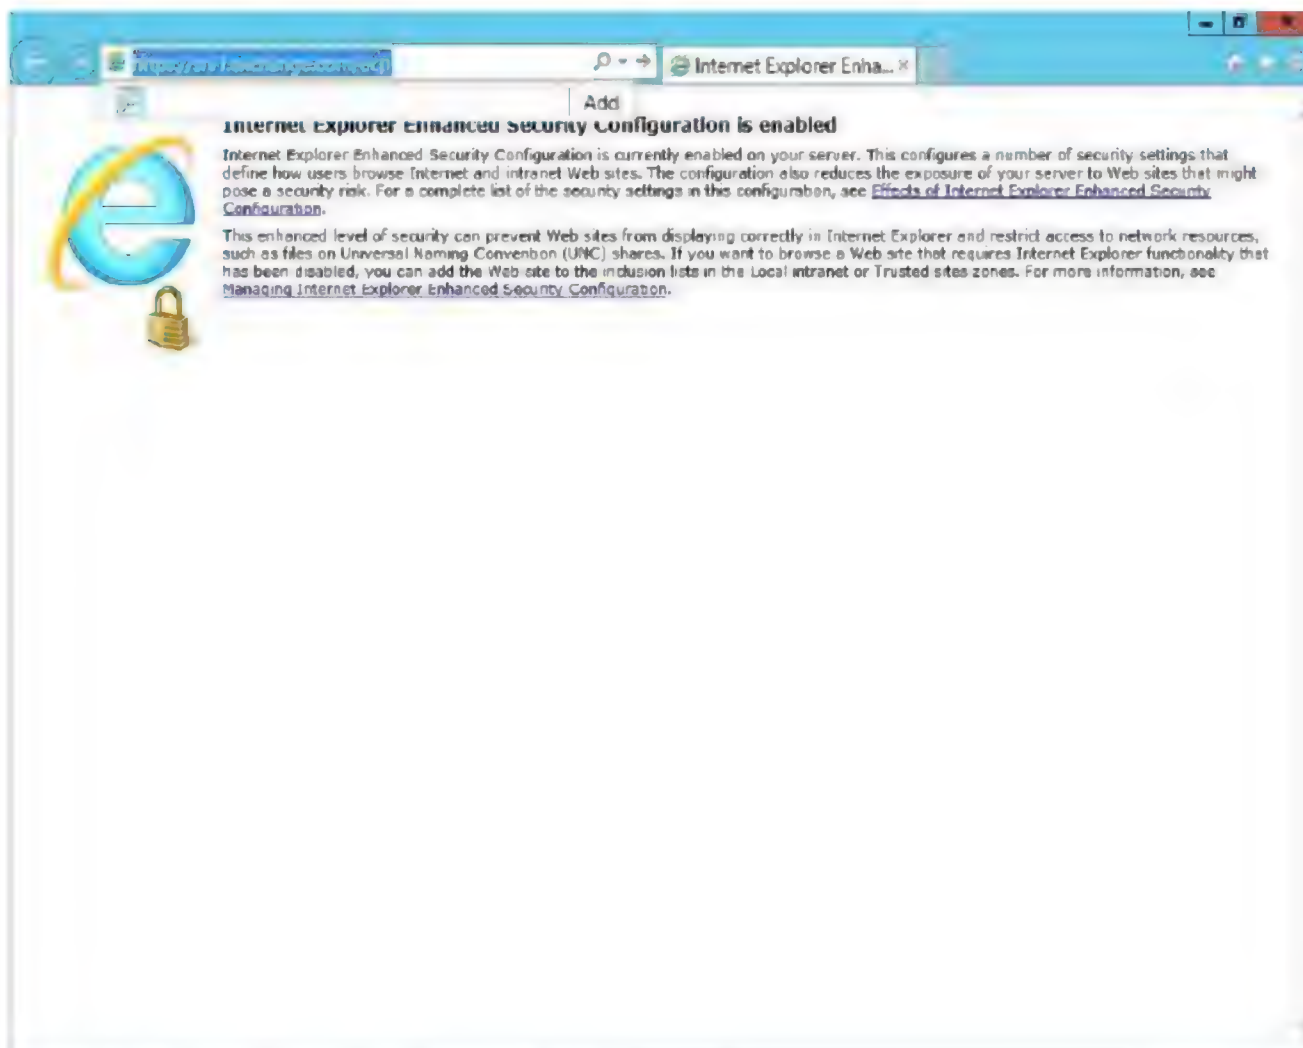 Internet Explorer Enha...
Add
Internet Explorer Enhanced Security Configuration is enabled
Internet Explorer Enhanced Security Configuration is currently enabled on your server. This configures a number of security settings that
define how users browse Internet and intranet Web sites. The configuration also reduces the exposure of your server to Web sites that might
pose a security risk. For a complete list of the security settings in this configuration, see Effects of Internet Explorer Enhanced Security
Configuration.
This enhanced level of security can prevent Web sites from displaying correctly in Internet Explorer and restrict access to network resources,
such as files on Universal Naming Convention (UNC) shares. If you want to browse a Web site that requires Internet Explorer functionality that
has been disabled, you can add the Web site to the inclusion lists in the Local intranet or Trusted sites zones. For more information, see
Managing Internet Explorer Enhanced Security Configuration.